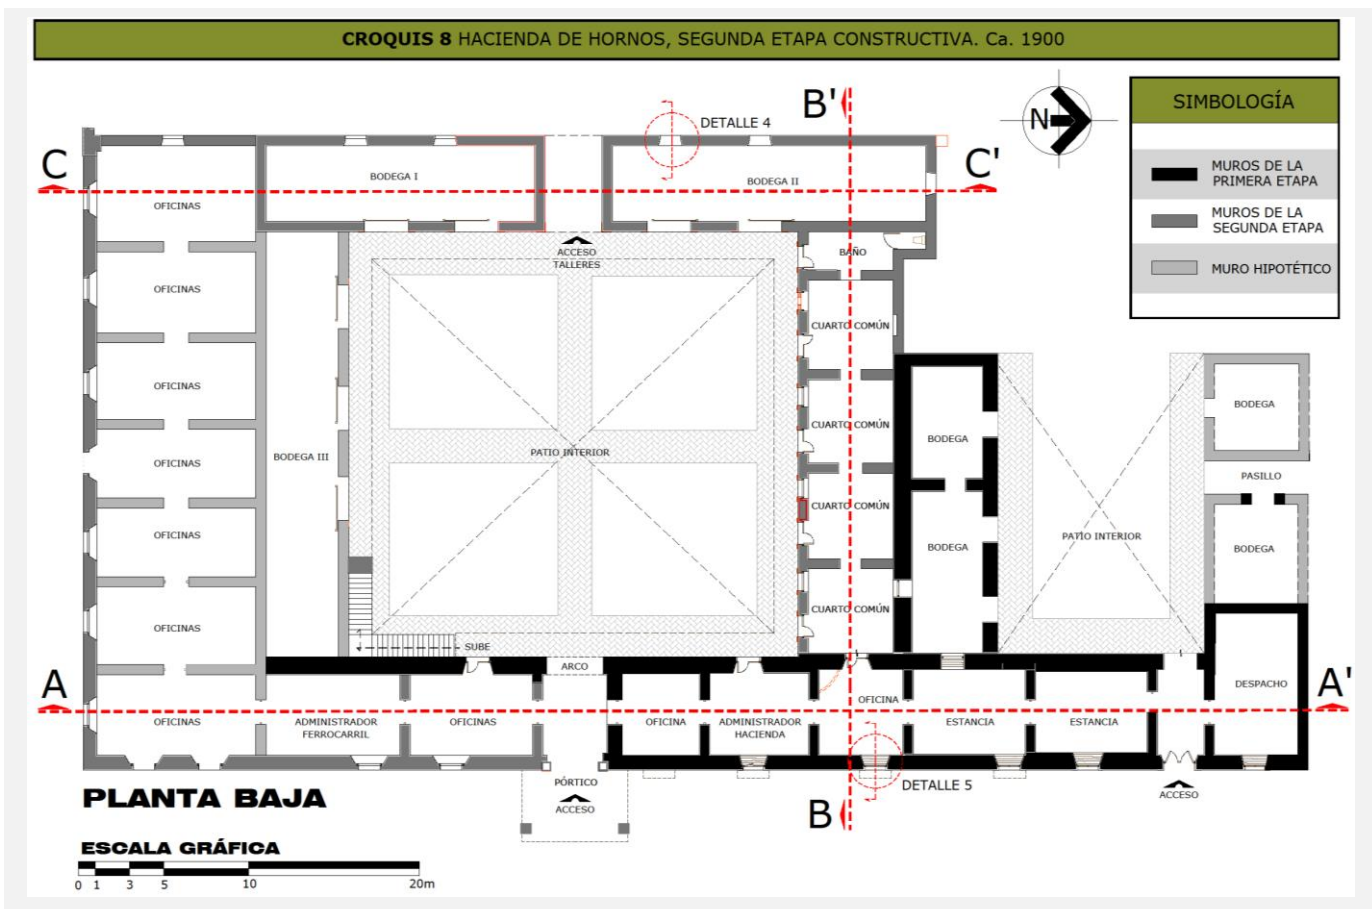 CROQUIS 8 HACIENDA DE HORNOS, SEGUNDA ETAPA CONSTRUCTIVA. Ca. 1900
SIMBOLOGÍA
MUROS DE LA
PRIMERA ETAPA
MUROS DE LA
SEGUNDA ETAPA
MURO HIPOTÉTICO
N
B'
DETALLE 4
C
C'
BODEGA I
BODEGA II
OFICINAS
ACCESO
TALLERES
BAÑO
OFICINAS
CUARTO COMÚN
OFICINAS
BODEGA
CUARTO COMÚN
BODEGA
PATIO INTERIOR
BODEGA III
OFICINAS
PASILLO
CUARTO COMÚN
OFICINAS
PATIO INTERIOR
BODEGA
BODEGA
CUARTO COMÚN
OFICINAS
SUBE
ARCO
A
A'
OFICINAS
ADMINISTRADOR
FERROCARRIL
OFICINAS
OFICINA
ADMINISTRADOR
HACIENDA
OFICINA
ESTANCIA
ESTANCIA
DESPACHO
PÓRTICO
ACCESO
B
DETALLE 5
ACCESO
PLANTA BAJA
ESCALA GRÁFICA
0 1 3 5 10 20m